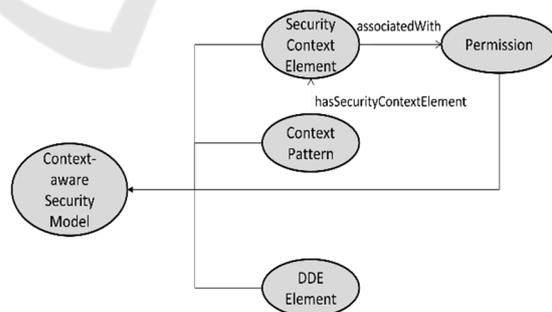 Security
Context
Element
associatedWith
Permission
hasSecurityContextElement
Context
Pattern
Context-
aware
Security
Model
DDE
Element